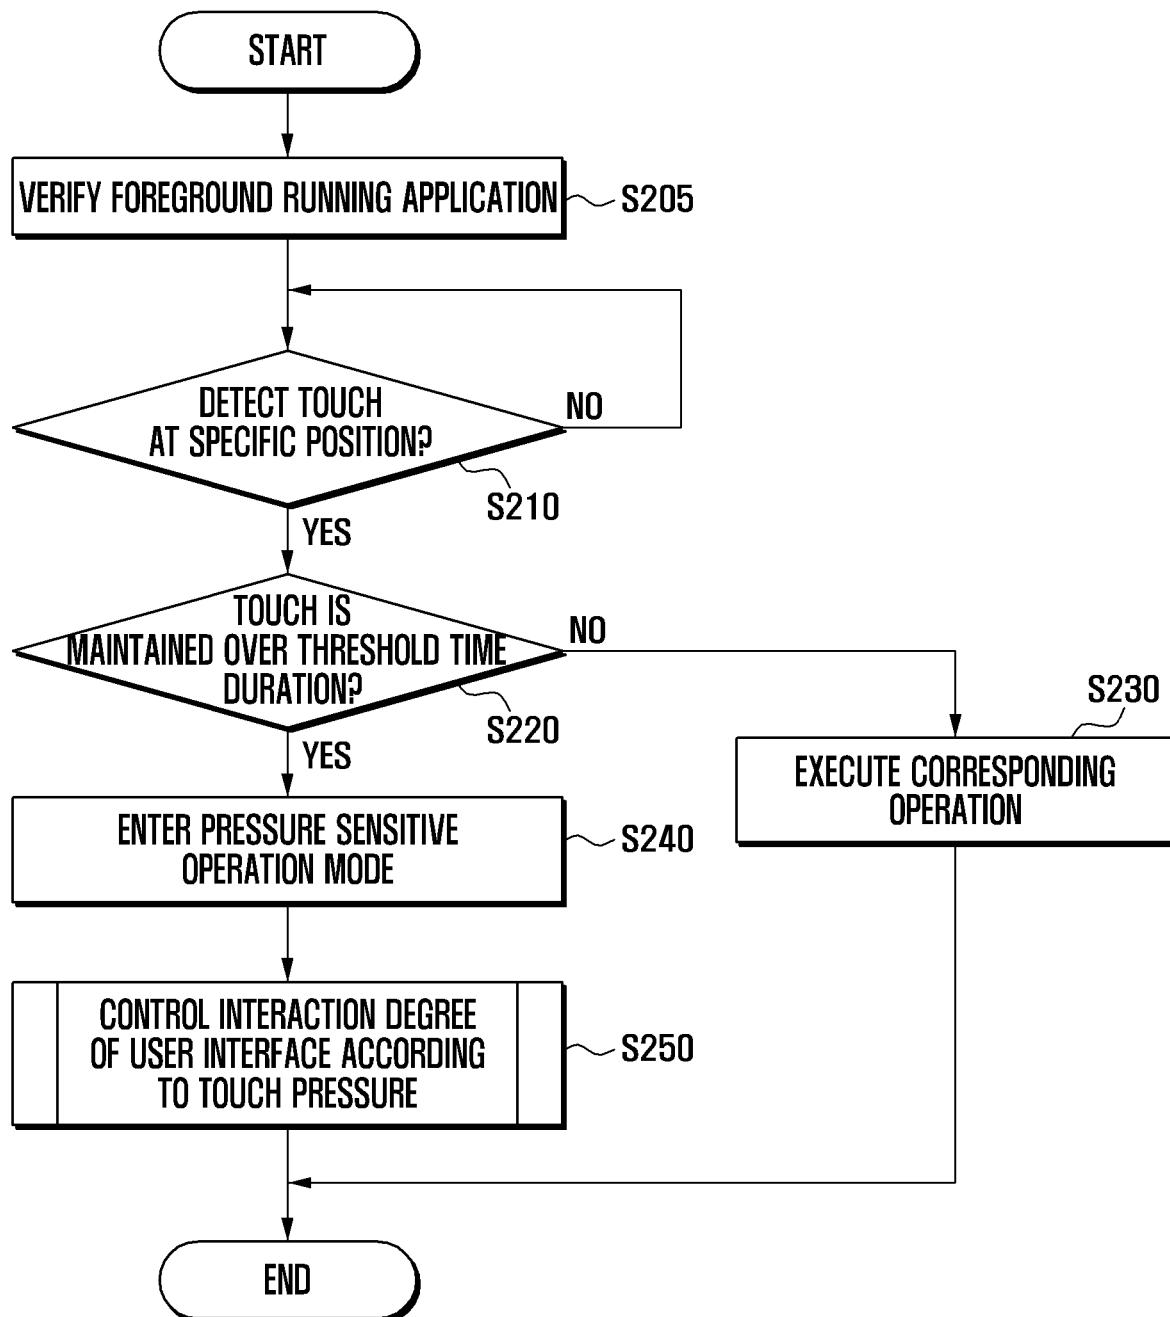 START
VERIFY FOREGROUND RUNNING APPLICATION
S205
DETECT TOUCH
AT SPECIFIC POSITION?
NO
S210
YES
TOUCH IS
MAINTAINED OVER THRESHOLD TIME
DURATION?
NO
S220
YES
S230
EXECUTE CORRESPONDING
OPERATION
ENTER PRESSURE SENSITIVE
OPERATION MODE
S240
CONTROL INTERACTION DEGREE
OF USER INTERFACE ACCORDING
TO TOUCH PRESSURE
S250
END